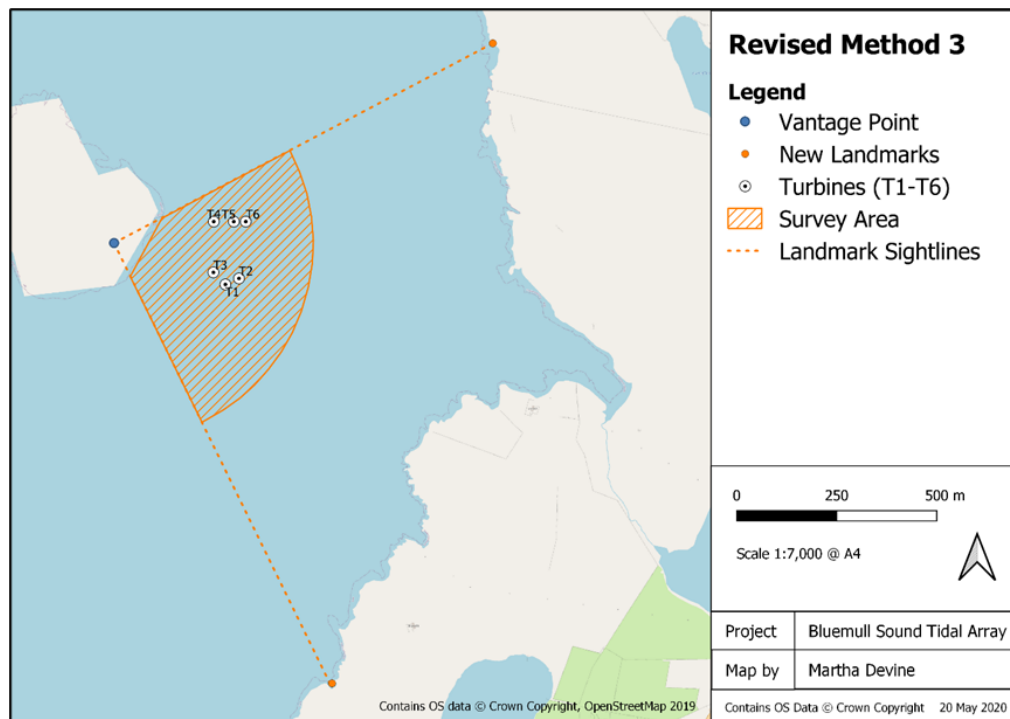 Revised Method 3
Legend
Vantage Point
New Landmarks
Turbines (T1-T6)
Survey Area
Landmark Sightlines
T4 T5 T6
T3
T2
T1
0 250 500 m
Scale 1:7,000 @ A4
Project Bluemull Sound Tidal Array
Map by Martha Devine
Contains OS data © Crown Copyright, OpenStreetMap 2019
Contains OS Data © Crown Copyright 20 May 2020